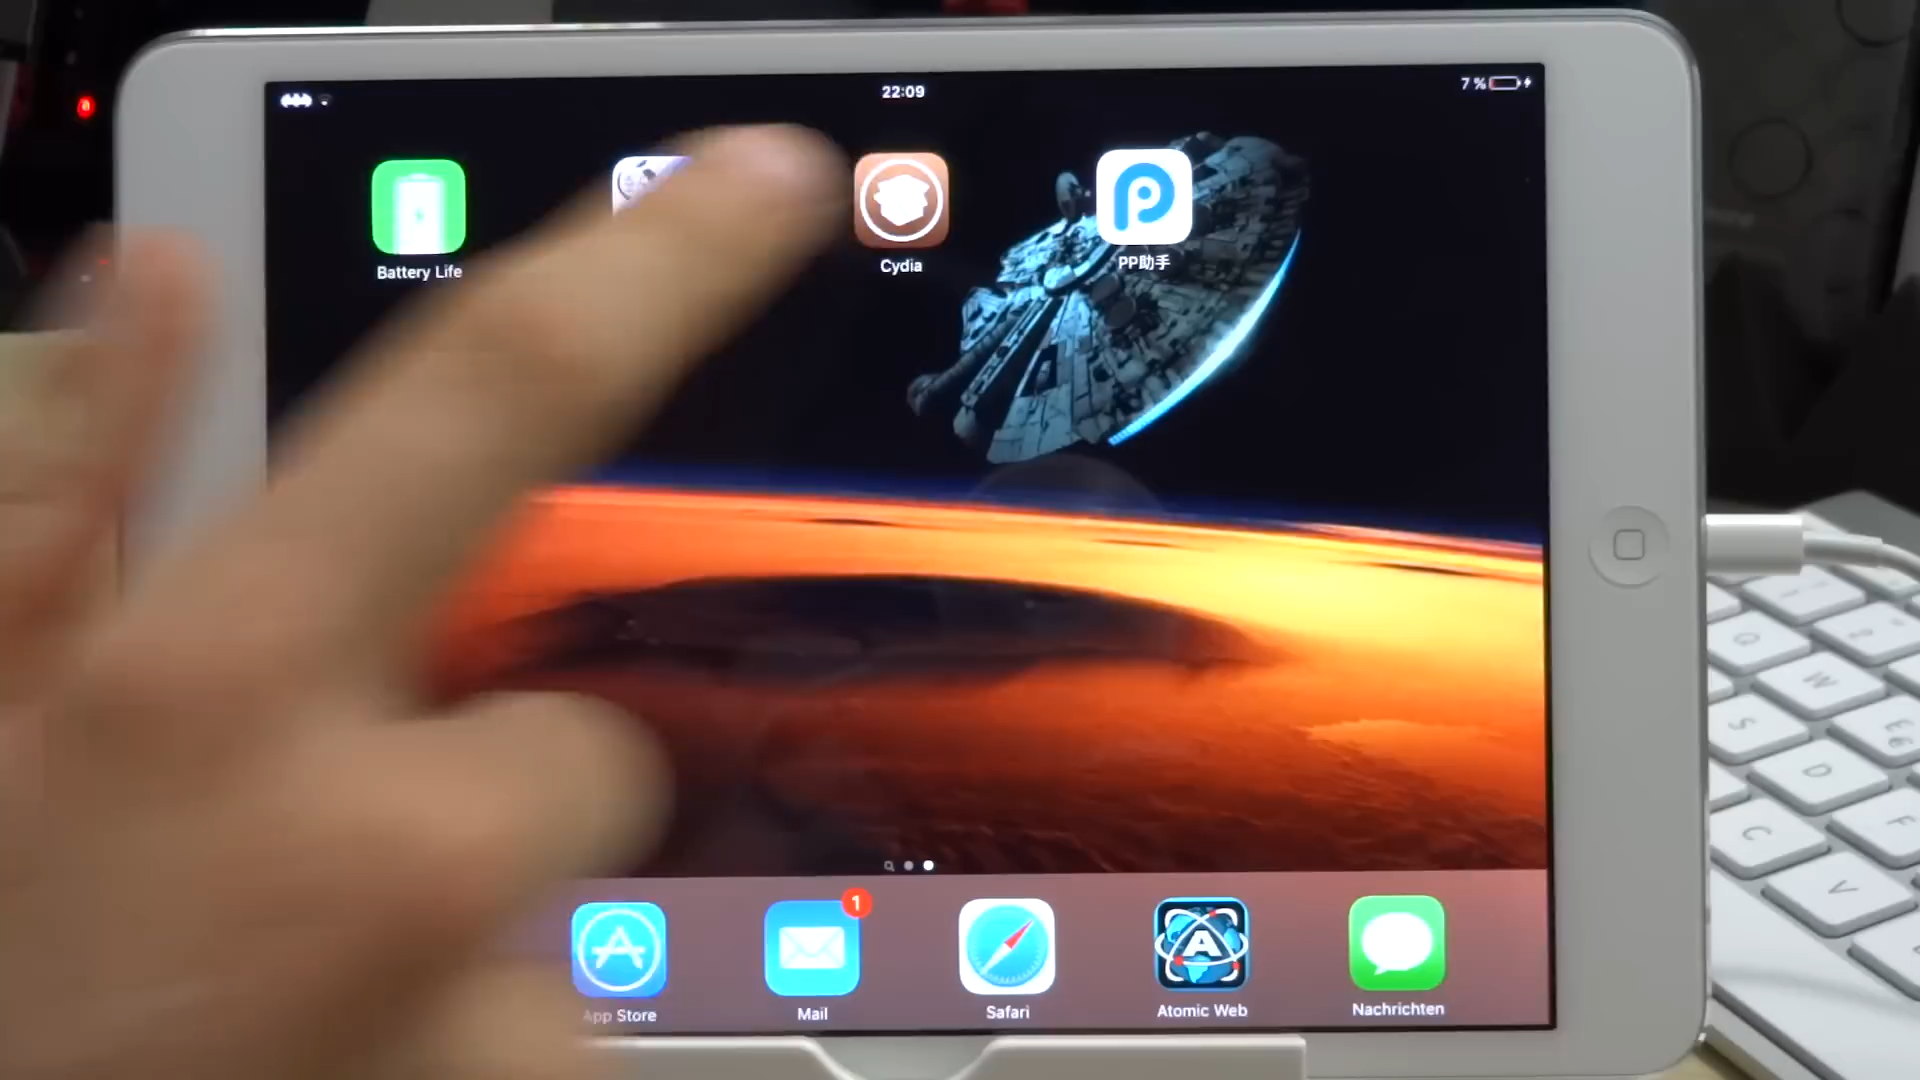 22:09
7 %
Battery Life
Cydia
PP助手
1
App Store
Mail
Safari
A
Atomic Web
Nachrichten
Q
W
S
D
£€
C
F
V